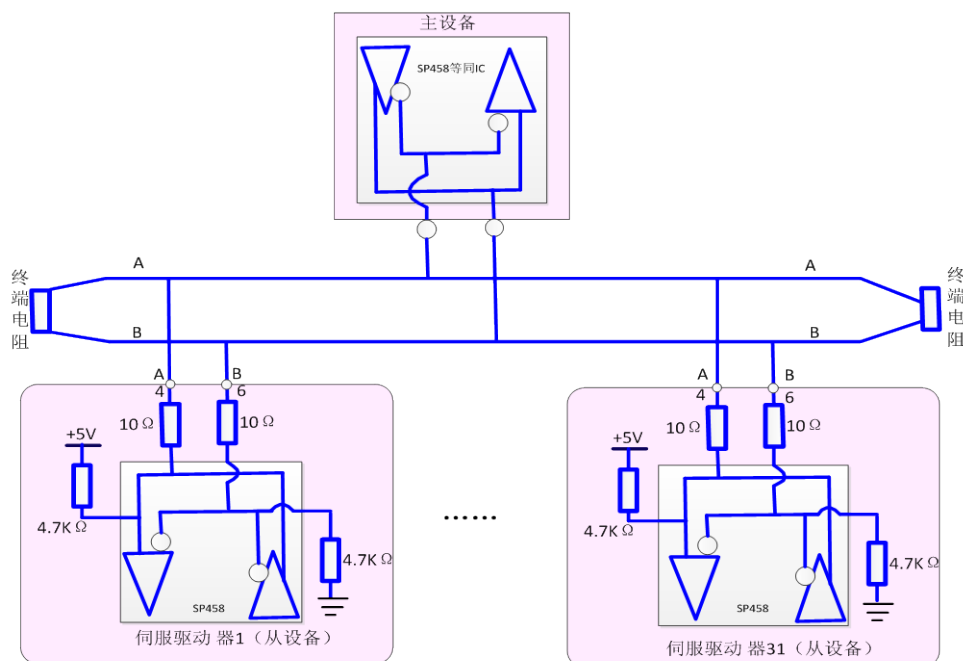 主设备
SP458等同IC
终端电阻
A
A
终端电阻
B
B
A
B
4
6
10Ω
10Ω
+5V
4.7KΩ
4.7KΩ
SP458
伺服驱动 器1（从设备）
......
A
B
4
6
10Ω
10Ω
+5V
4.7KΩ
4.7KΩ
SP458
伺服驱动 器31（从设备）